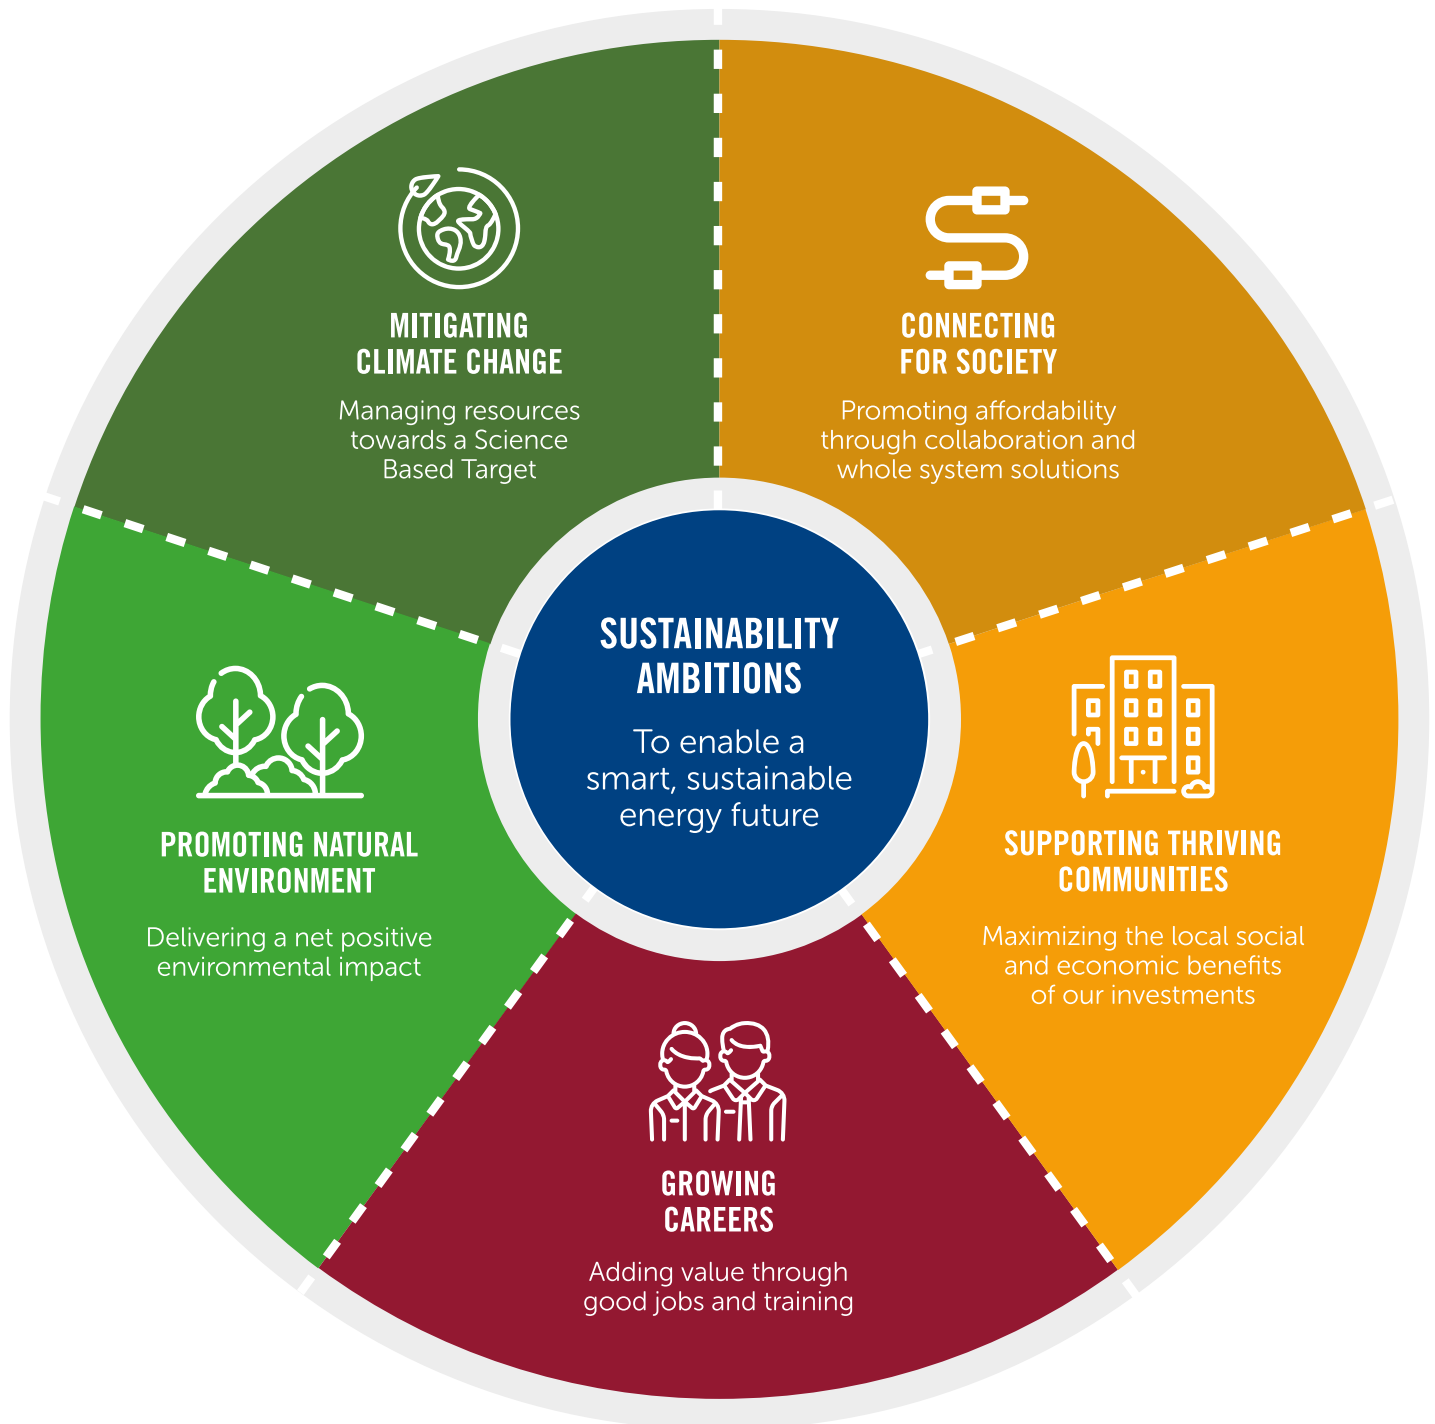 MITIGATING
CLIMATE CHANGE
Managing resources
towards a Science
Based Target
CONNECTING
FOR SOCIETY
Promoting affordability
through collaboration and
whole system solutions
SUSTAINABILITY
AMBITIONS
To enable a
smart, sustainable
energy future
PROMOTING NATURAL
ENVIRONMENT
Delivering a net positive
environmental impact
SUPPORTING THRIVING
COMMUNITIES
Maximizing the local social
and economic benefits
of our investments
GROWING
CAREERS
Adding value through
good jobs and training